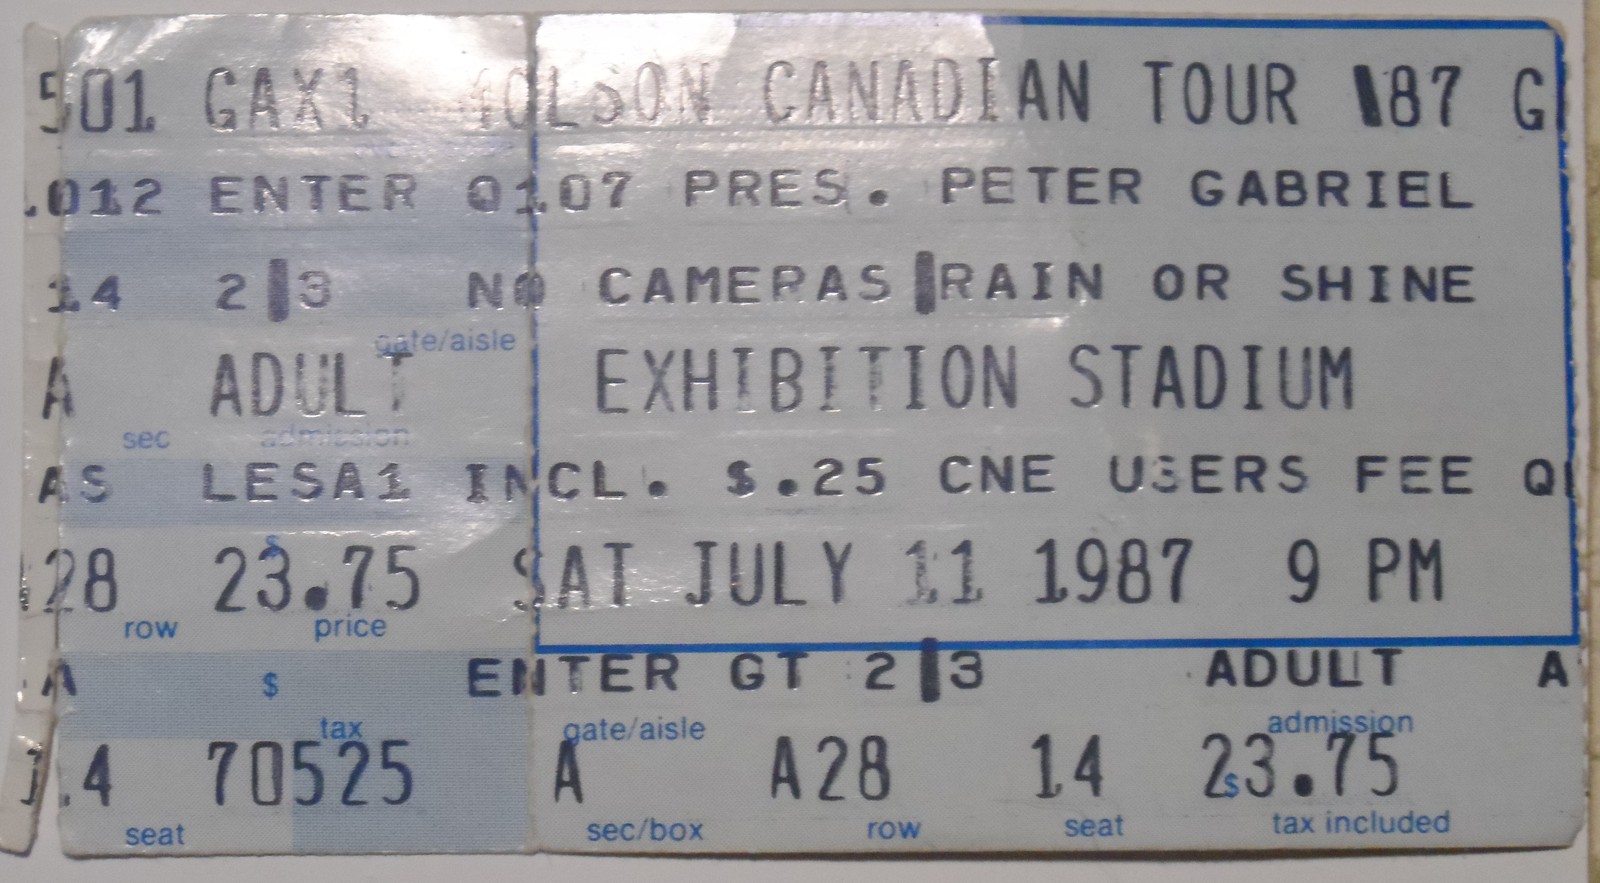 501 GAX1 MOLSON CANADIAN TOUR '87 G
.012 ENTER 0107 PRES. PETER GABRIEL
14 2|3 NO CAMERAS|RAIN OR SHINE
gate/aisle
A ADULT EXHIBITION STADIUM
sec admission
AS LESA1 INCL. $.25 CNE USERS FEE
$
28 23.75 SAT JULY 11 1987 9 PM
row price
A ENTER GT 2|3 ADULT A
$
tax gate/aisle admission
14 70525 A A28 14 $23.75
seat sec/box row seat tax included